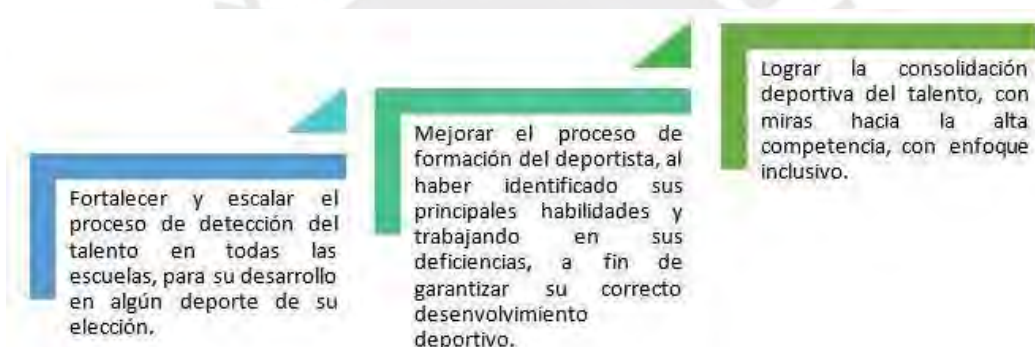 Fortalecer y escalar el
proceso de detección del
talento en todas las
escuelas, para su desarrollo
en algún deporte de su
elección.
Mejorar el proceso de
formación del deportista, al
haber identificado sus
principales habilidades y
trabajando en sus
deficiencias, a fin de
garantizar su correcto
desenvolvimiento
deportivo.
Lograr la consolidación
deportiva del talento, con
miras hacia la alta
competencia, con enfoque
inclusivo.